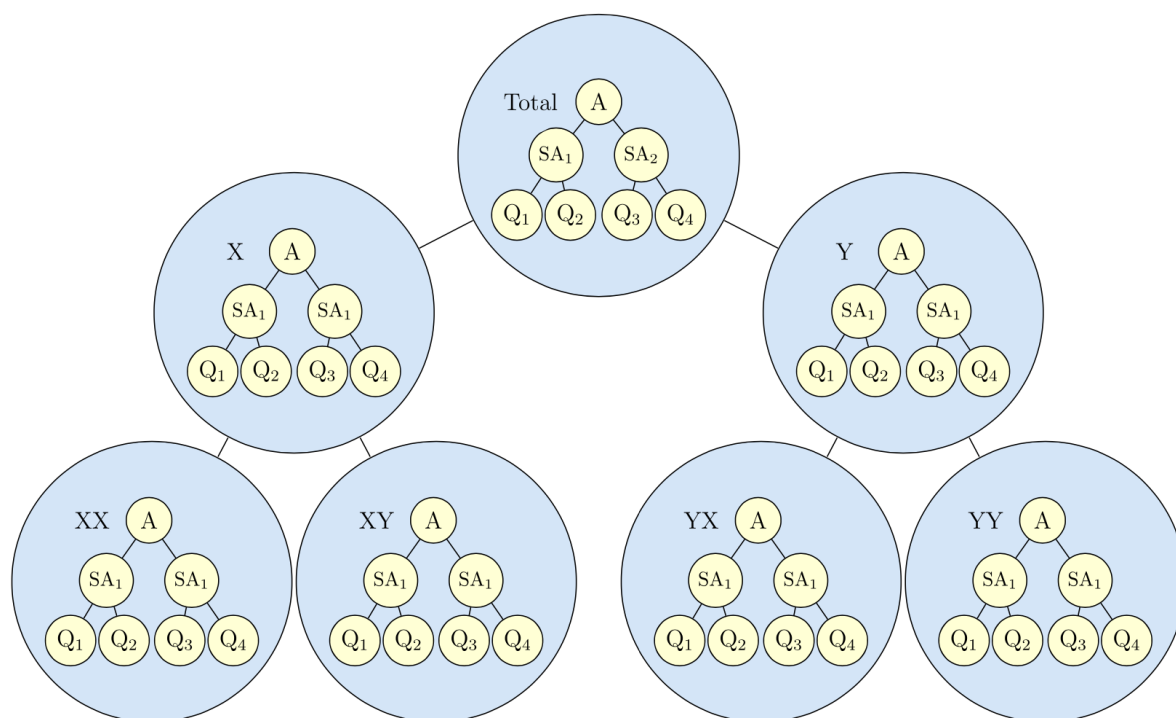 Total A
SA₁ SA₂
Q₁ Q₂ Q₃ Q₄
X A
SA₁ SA₁
Q₁ Q₂ Q₃ Q₄
Y A
SA₁ SA₁
Q₁ Q₂ Q₃ Q₄
XX A
SA₁ SA₁
Q₁ Q₂ Q₃ Q₄
XY A
SA₁ SA₁
Q₁ Q₂ Q₃ Q₄
YX A
SA₁ SA₁
Q₁ Q₂ Q₃ Q₄
YY A
SA₁ SA₁
Q₁ Q₂ Q₃ Q₄